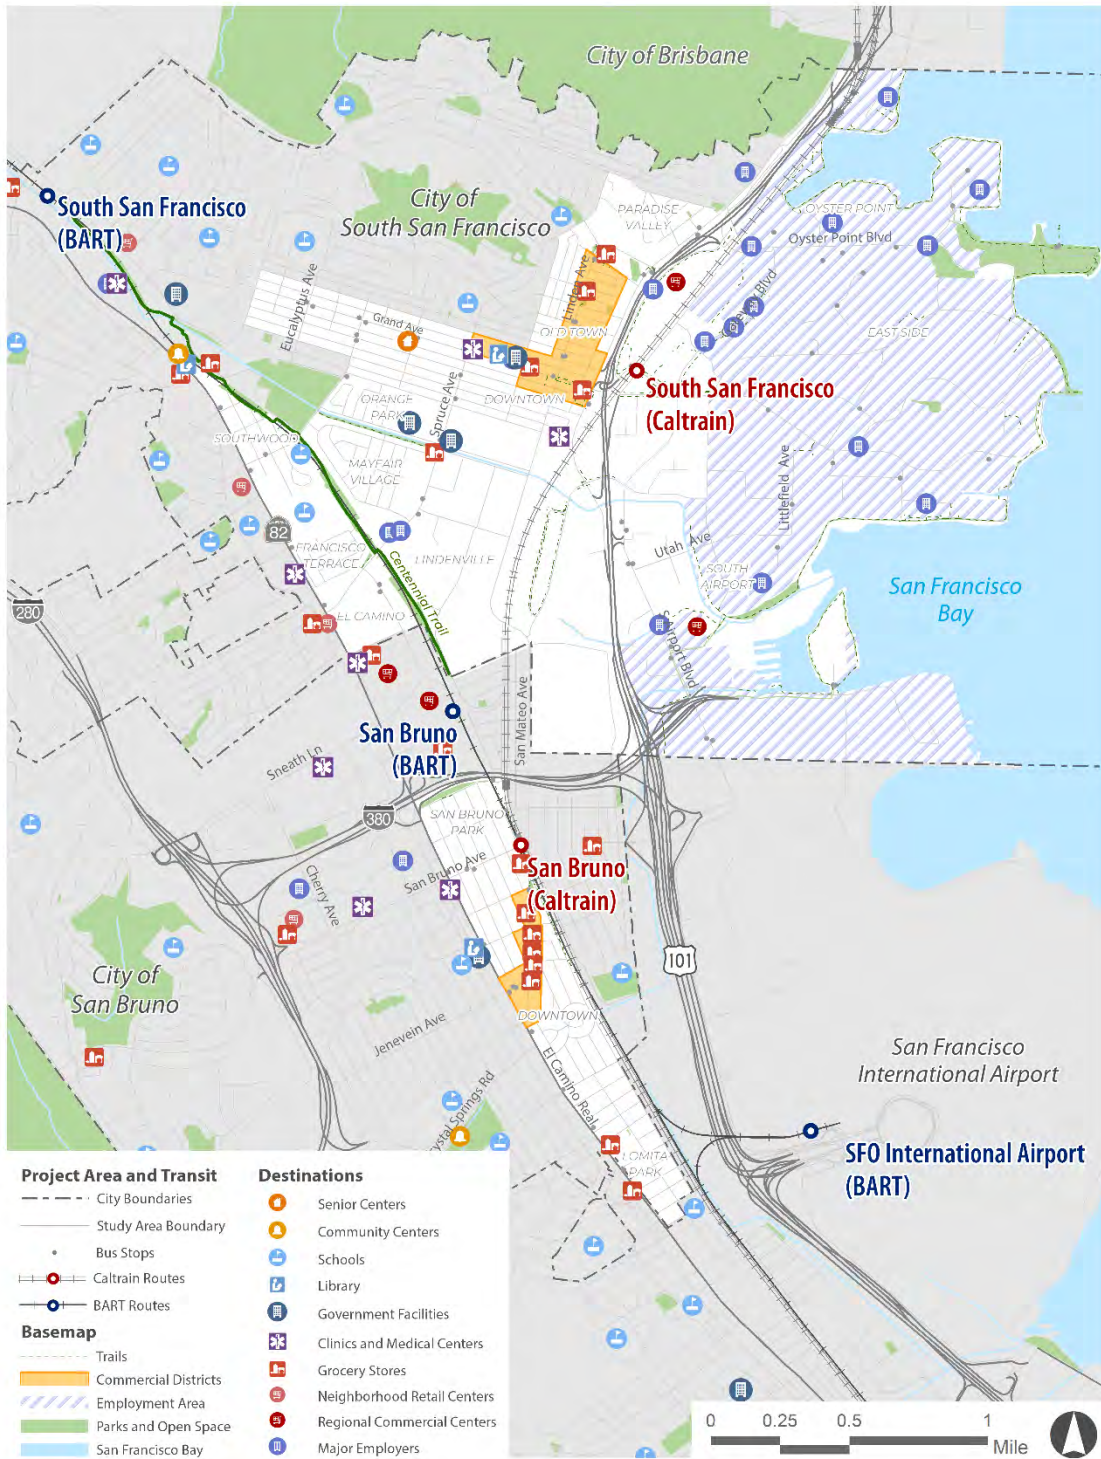 City of Brisbane
City of
South San Francisco
South San Francisco
(BART)
PARADISE
VALLEY
OYSTER POINT
Oyster Point Blvd
Eucalyptus Ave
Linden Ave
Blvd
Grand Ave
OLD TOWN
EAST SIDE
South San Francisco
(Caltrain)
ORANGE
PARK
Spruce Ave
DOWNTOWN
SOUTHWOOD
MAYFAIR
VILLAGE
Littlefield Ave
82
FRANCISCO
TERRACE
Centennial Trail
LINDENVILLE
Utah Ave
SOUTH
AIRPORT
San Francisco
Bay
280
EL CAMINO
Airport Blvd
San Bruno
(BART)
San Mateo Ave
Sneath Ln
380
SAN BRUNO
PARK
San Bruno Ave
San Bruno
(Caltrain)
Cherry Ave
101
City of
San Bruno
DOWNTOWN
Jenevein Ave
El Camino Real
San Francisco
International Airport
Crystal Springs Rd
LOMITA
PARK
SFO International Airport
(BART)
Project Area and Transit
City Boundaries
Study Area Boundary
Bus Stops
Caltrain Routes
BART Routes
Basemap
Trails
Commercial Districts
Employment Area
Parks and Open Space
San Francisco Bay
Destinations
Senior Centers
Community Centers
Schools
Library
Government Facilities
Clinics and Medical Centers
Grocery Stores
Neighborhood Retail Centers
Regional Commercial Centers
Major Employers
0 0.25 0.5 1
Mile